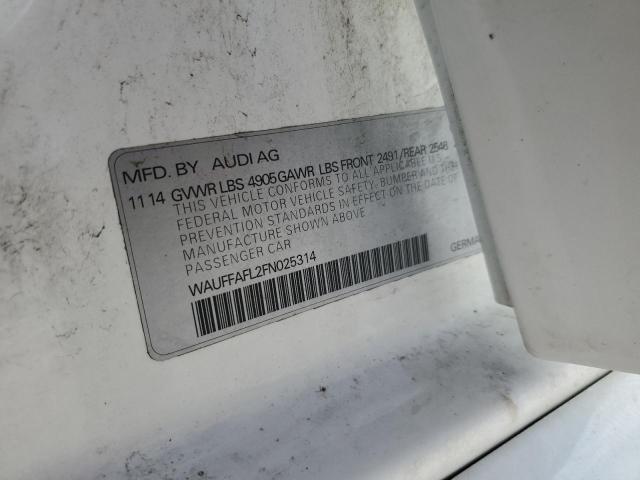 MFD. BY AUDI AG
11 14 GVWR LBS 4905 GAWR LBS FRONT 2491/REAR 2548
THIS VEHICLE CONFORMS TO ALL APPLICABLE U.S.
FEDERAL MOTOR VEHICLE SAFETY, BUMPER AND THEFT
PREVENTION STANDARDS IN EFFECT ON THE DATE OF
MANUFACTURE SHOWN ABOVE
PASSENGER CAR
WAUFFAFL2FN025314
GERMA